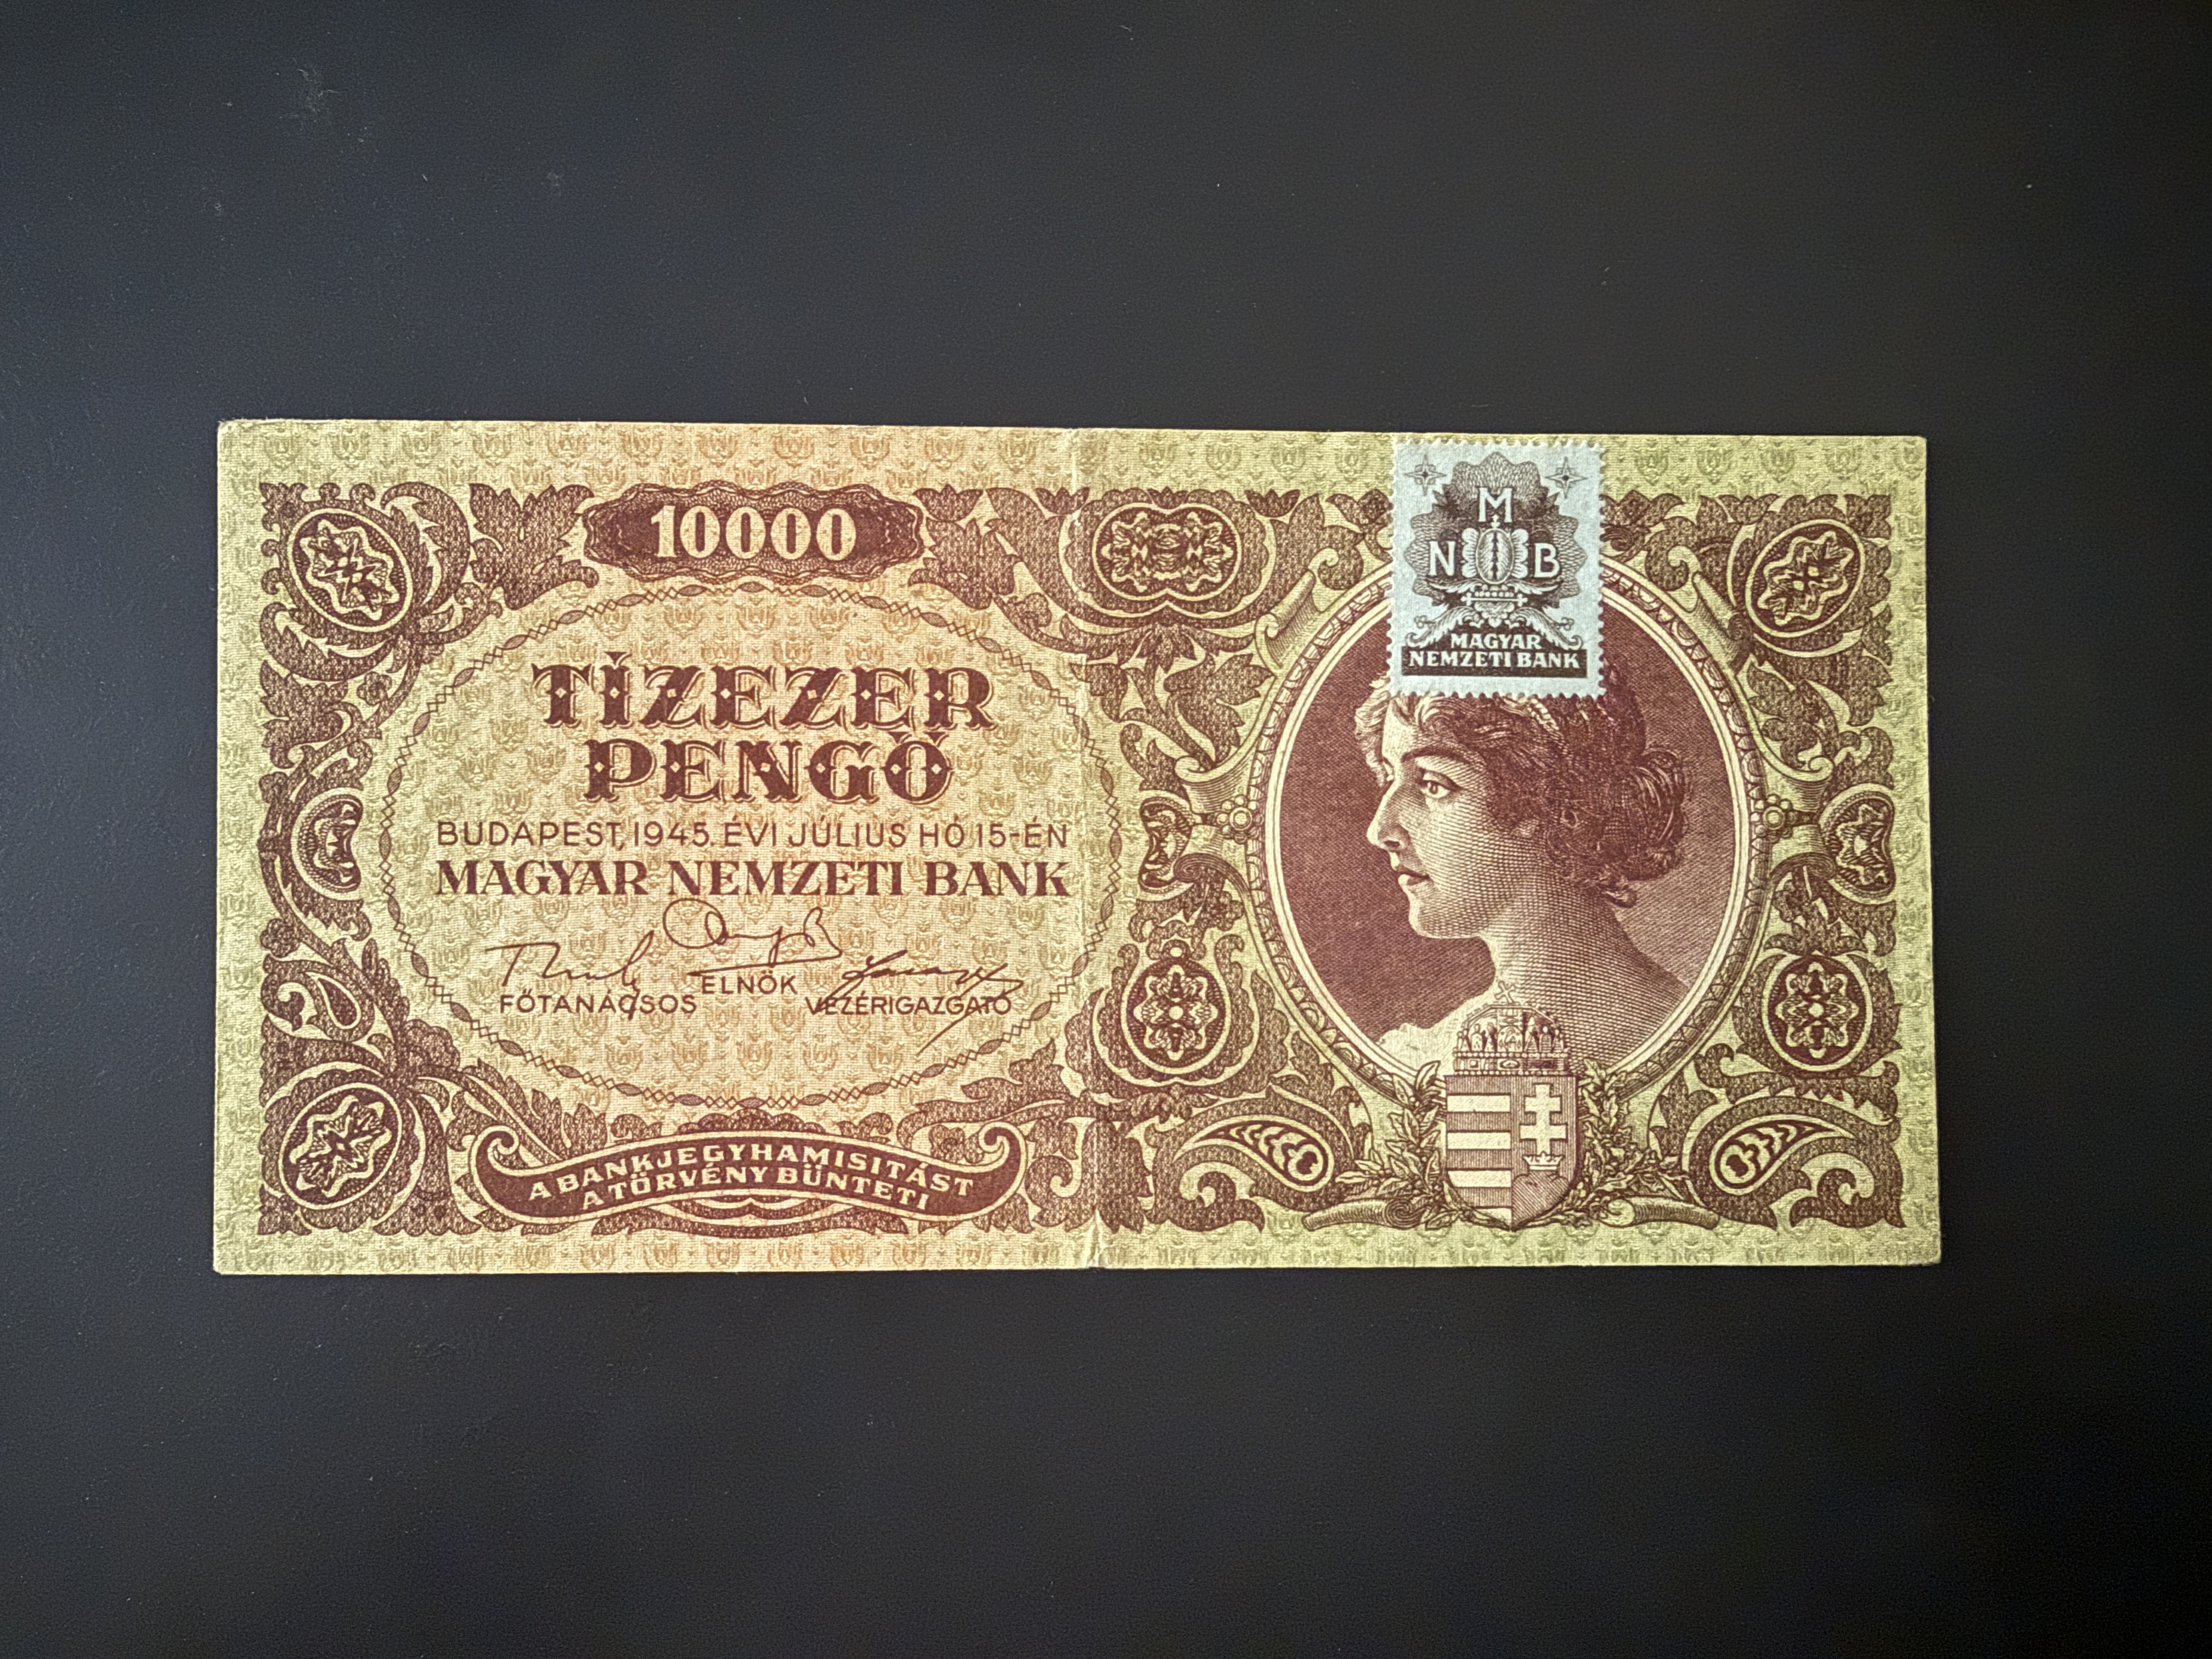 10000
TÍZEZER
PENGŐ
BUDAPEST, 1945. ÉVI JÚLIUS HÓ 15-ÉN
MAGYAR NEMZETI BANK
ELNÖK
FŐTANÁCSOS VEZÉRIGAZGATÓ
A BANKJEGYHAMISITÁST
A TÖRVÉNY BÜNTETI
M
N B
MAGYAR
NEMZETI BANK